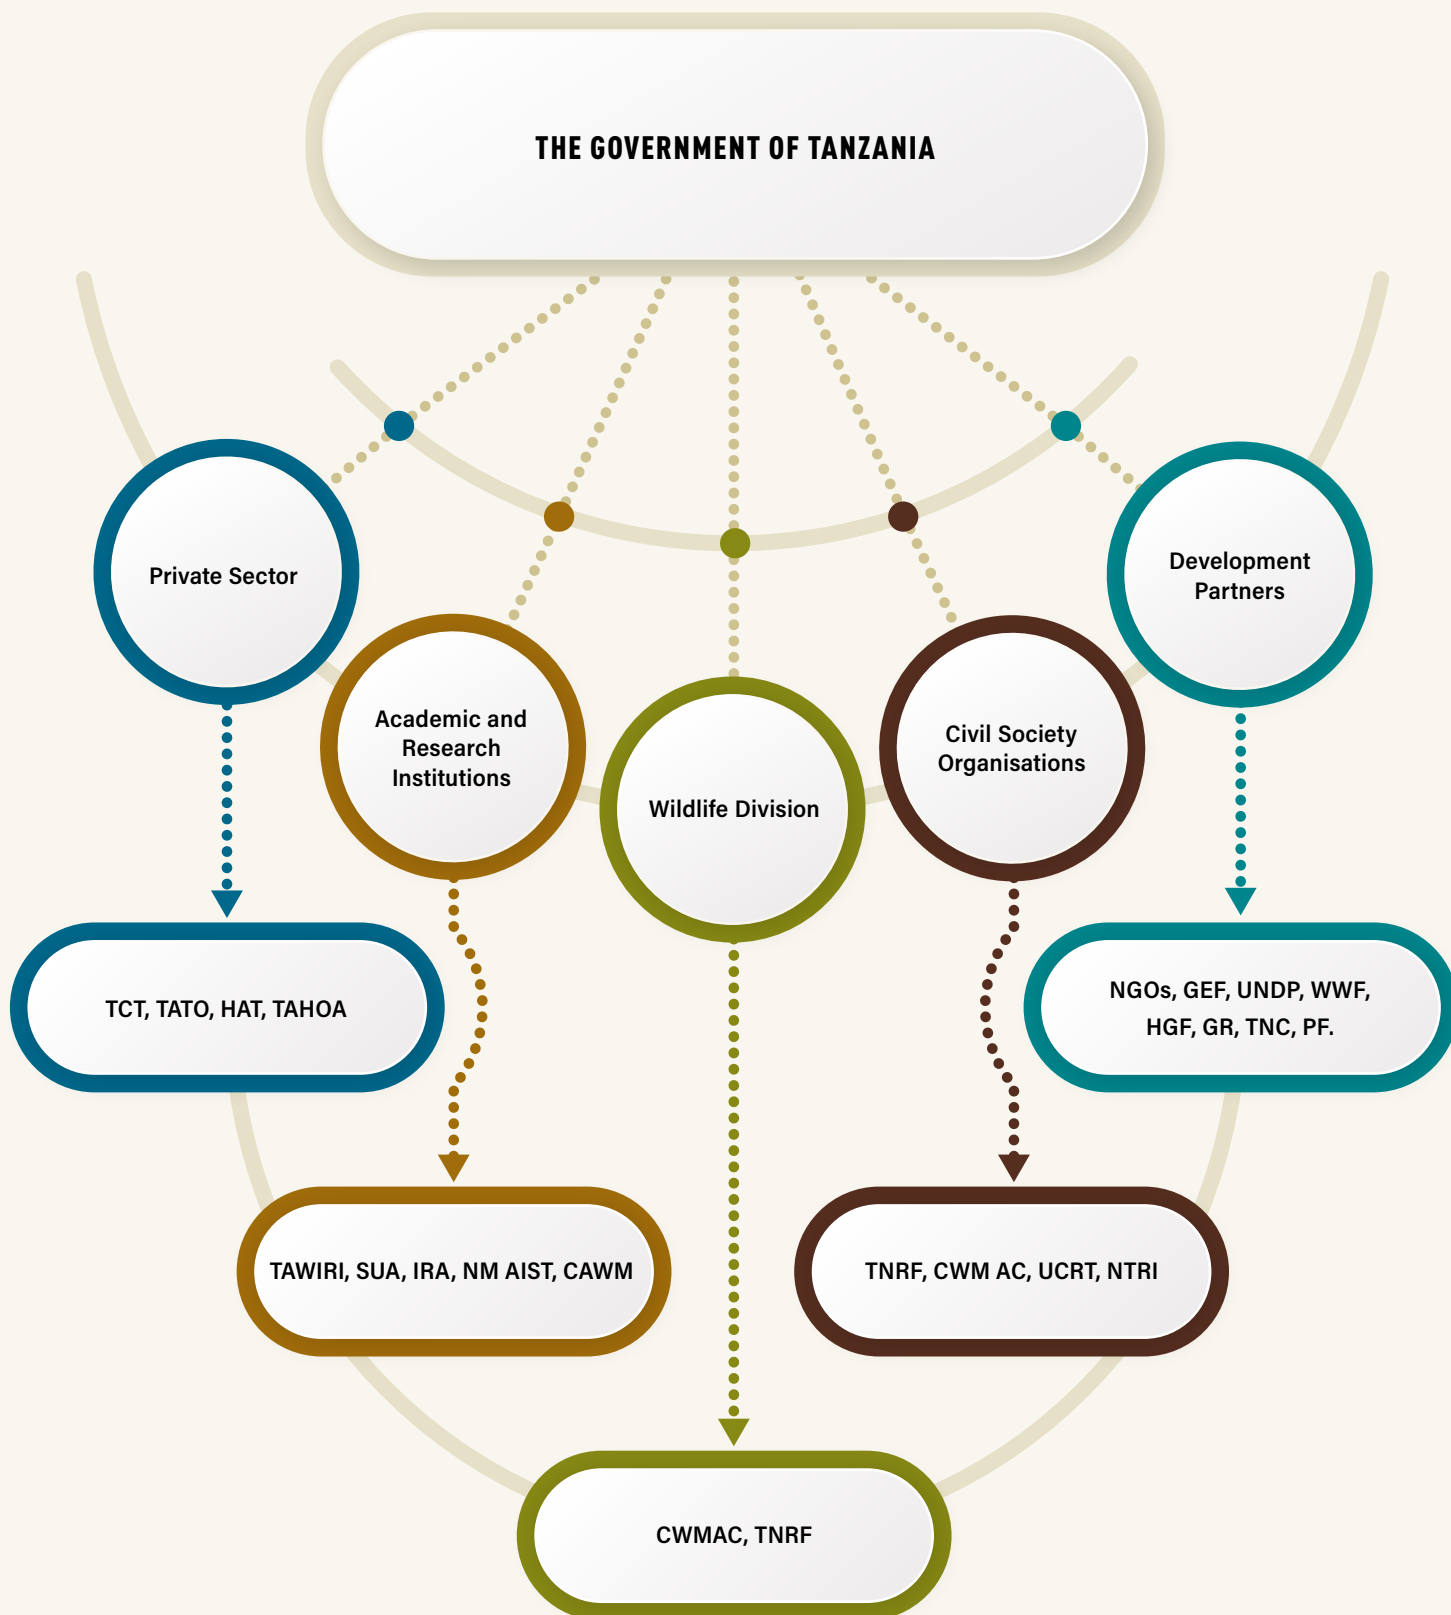 THE GOVERNMENT OF TANZANIA
Private Sector
Academic and
Research
Institutions
Wildlife Division
Civil Society
Organisations
Development
Partners
TCT, TATO, HAT, TAHOA
NGOs, GEF, UNDP, WWF,
HGF, GR, TNC, PF.
TAWIRI, SUA, IRA, NM AIST, CAWM
TNRF, CWM AC, UCRT, NTRI
CWMAC, TNRF